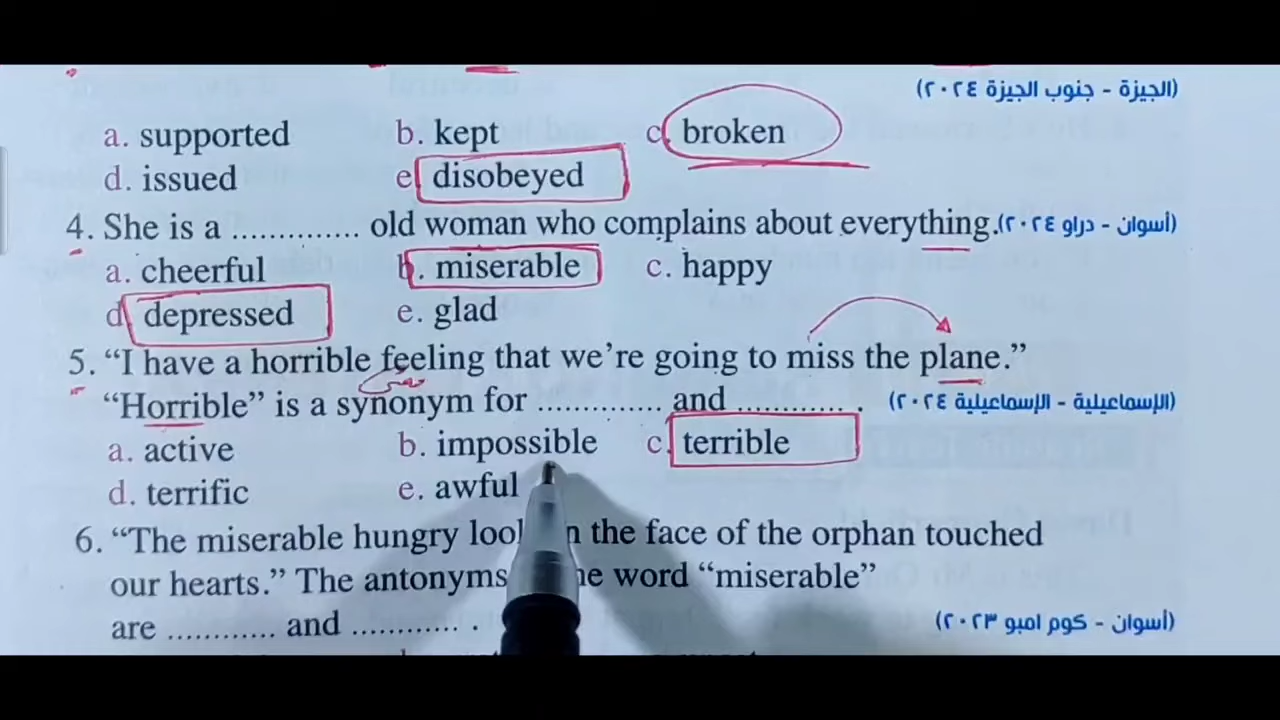 (الجيزة - جنوب الجيزة ٢٠٢٤)
a. supported b. kept c. broken
d. issued e. disobeyed
4. She is a ............. old woman who complains about everything. (أسوان - دراو ٢٠٢٤)
a. cheerful b. miserable c. happy
d. depressed e. glad
5. “I have a horrible feeling that we’re going to miss the plane.”
“Horrible” is a synonym for ............. and ............ . (الإسماعيلية - الإسماعيلية ٢٠٢٤)
a. active b. impossible c. terrible
d. terrific e. awful
6. “The miserable hungry look in the face of the orphan touched
our hearts.” The antonyms the word “miserable”
are ............ and ............ . (أسوان - كوم امبو ٢٠٢٣)